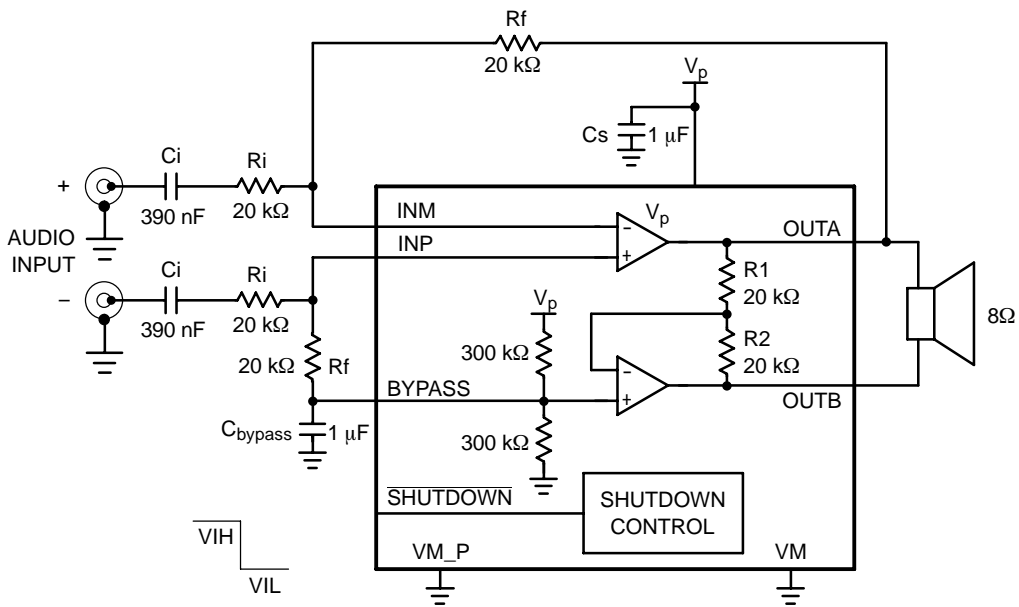 Rf
20 kΩ
Vp
Cs
1 μF
Ci
Ri
+
390 nF
20 kΩ
AUDIO
INPUT
INM
INP
Vp
−
+
OUTA
R1
20 kΩ
Ci
Ri
−
390 nF
20 kΩ
Vp
8Ω
20 kΩ
Rf
300 kΩ
R2
20 kΩ
−
+
BYPASS
OUTB
Cbypass
1 μF
300 kΩ
SHUTDOWN
SHUTDOWN
CONTROL
VIH
VIL
VM_P
VM